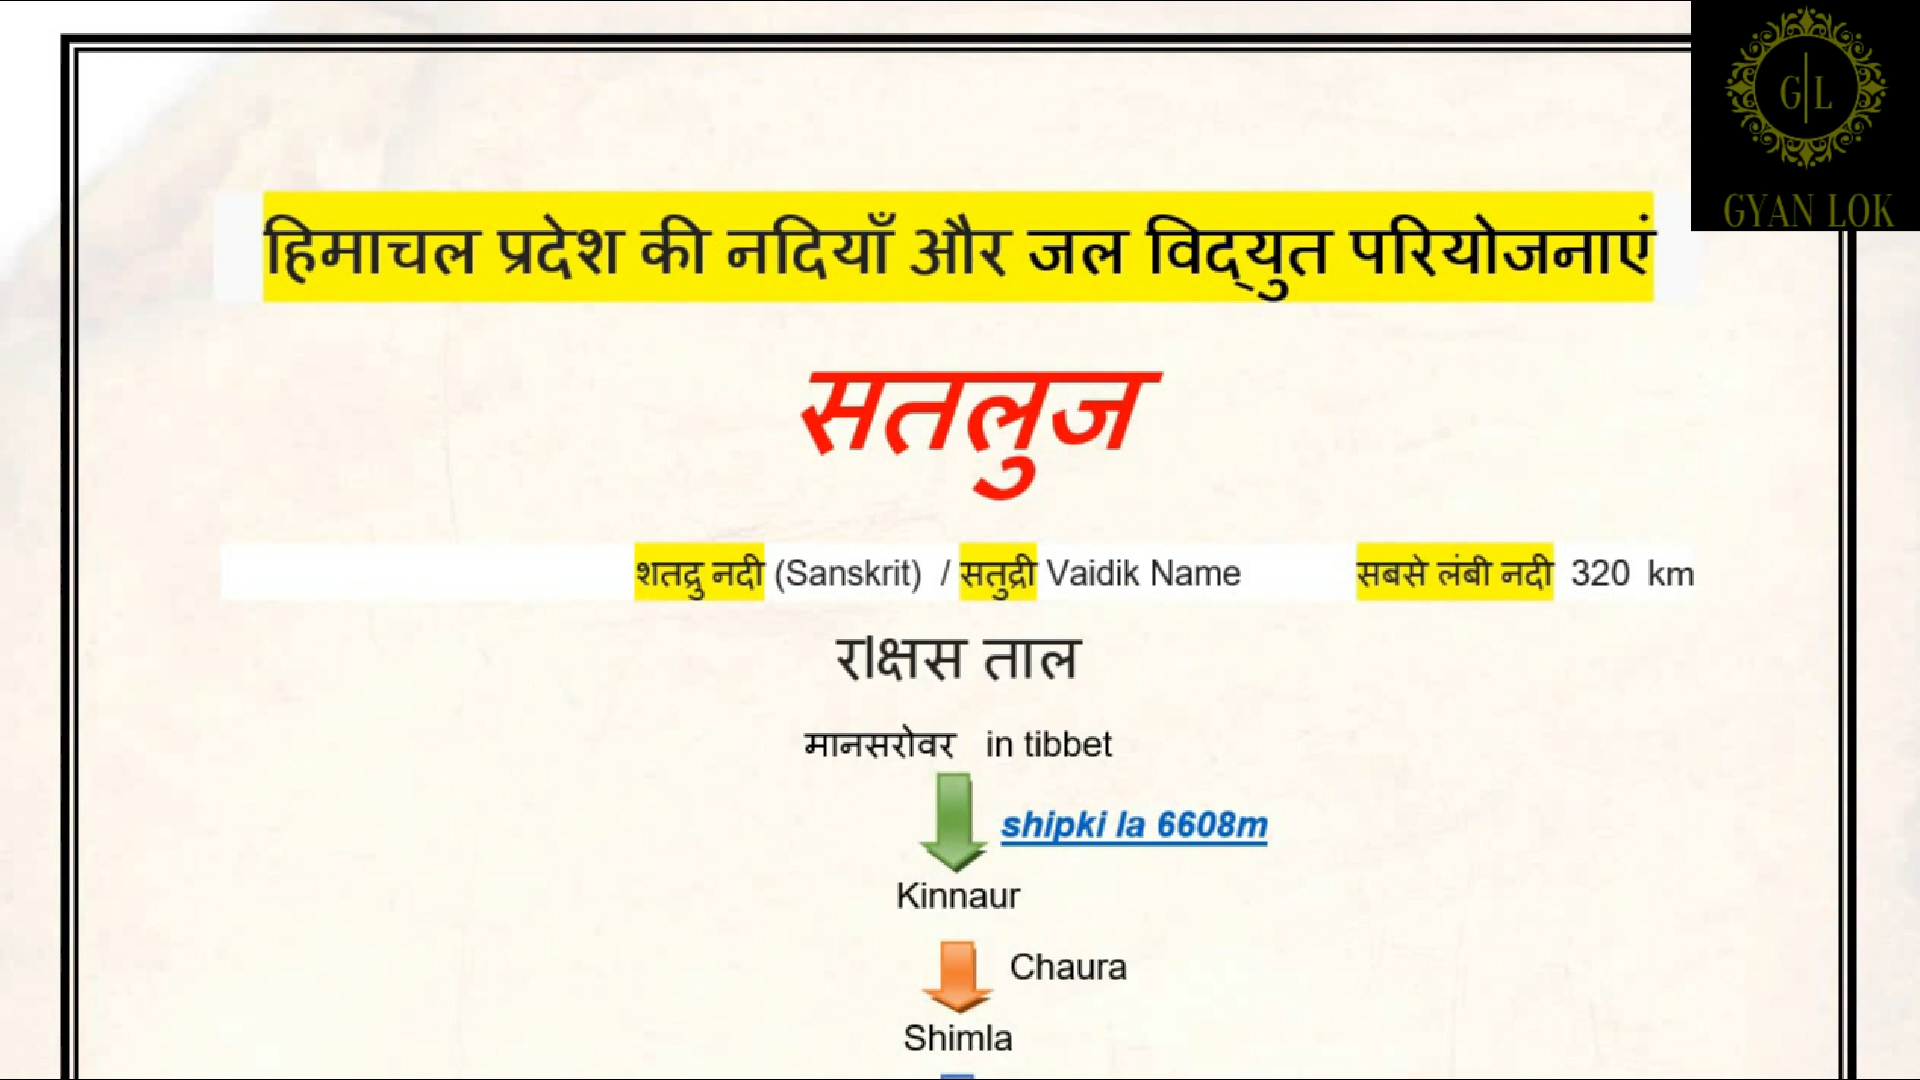 G|L
GYAN LOK
हिमाचल प्रदेश की नदियाँ और जल विद्युत परियोजनाएं
सतलुज
शतद्रु नदी (Sanskrit) / सतुद्री Vaidik Name सबसे लंबी नदी 320 km
राक्षस ताल
मानसरोवर in tibbet
shipki la 6608m
Kinnaur
Chaura
Shimla